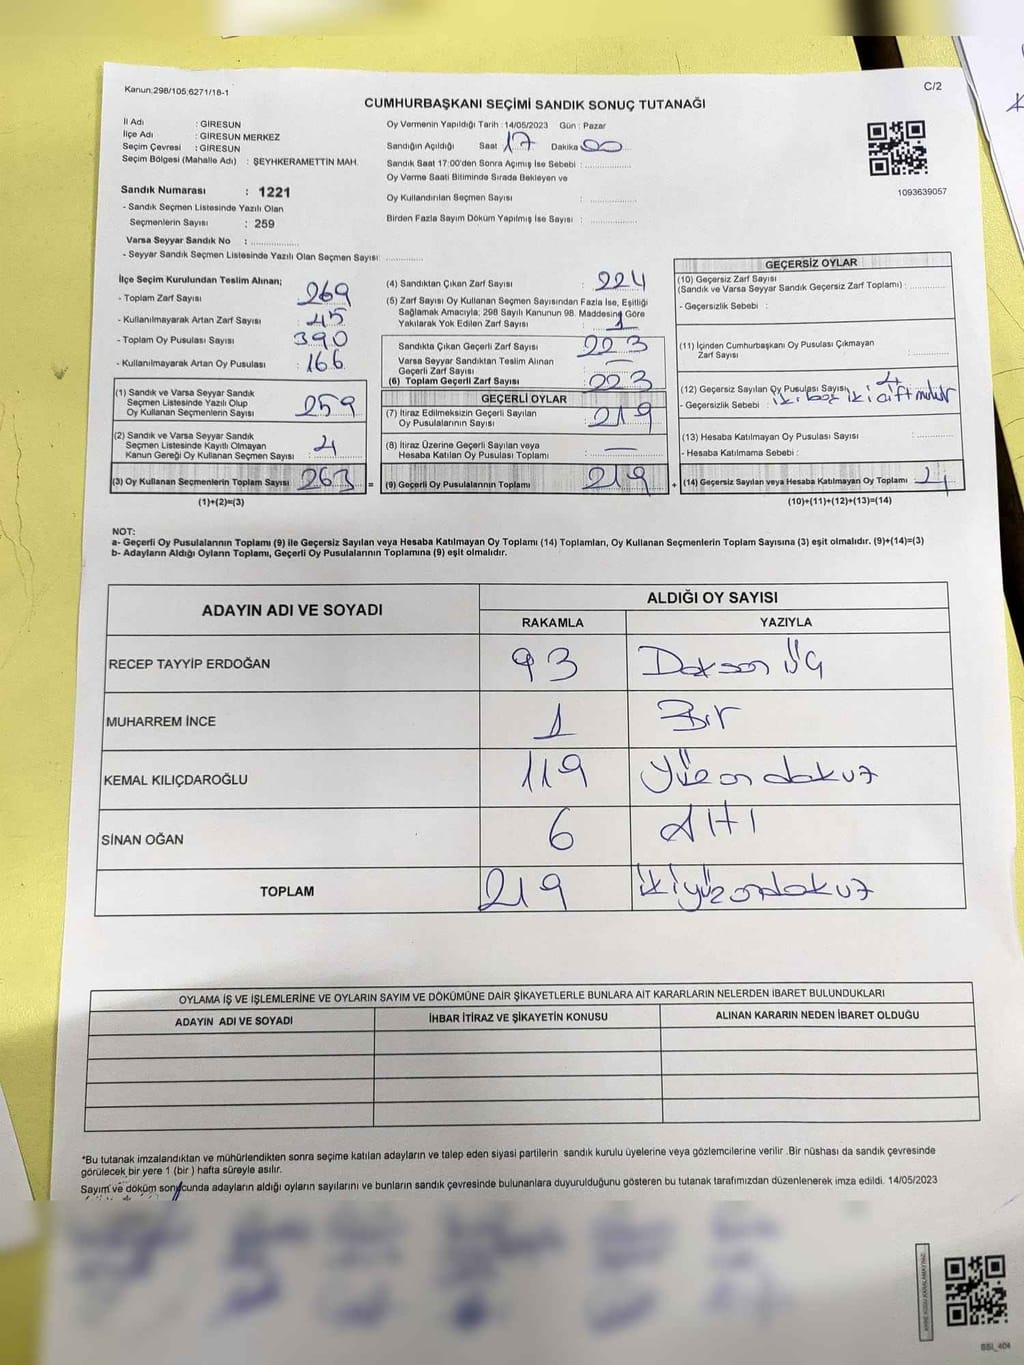 Kanun:298/105,6271/18-1
C/2
CUMHURBAŞKANI SEÇİMİ SANDIK SONUÇ TUTANAĞI
İl Adı : GİRESUN
İlçe Adı : GİRESUN MERKEZ
Seçim Çevresi : GİRESUN
Seçim Bölgesi (Mahalle Adı) : ŞEYHKERAMETTİN MAH.
Sandık Numarası : 1221
- Sandık Seçmen Listesinde Yazılı Olan
Seçmenlerin Sayısı : 259
Varsa Seyyar Sandık No : ..............
- Seyyar Sandık Seçmen Listesinde Yazılı Olan Seçmen Sayısı: ............
Oy Vermenin Yapıldığı Tarih : 14/05/2023 Gün : Pazar
Sandığın Açıldığı Saat 17 Dakika 00
Sandık Saat 17:00'den Sonra Açımış İse Sebebi : ..............
Oy Verme Saati Bitiminde Sırada Bekleyen ve
Oy Kullandırılan Seçmen Sayısı : ..............
Birden Fazla Sayım Döküm Yapılmış İse Sayısı : ..............
1093639057
İlçe Seçim Kurulundan Teslim Alınan;
- Toplam Zarf Sayısı : 269
- Kullanılmayarak Artan Zarf Sayısı : 45
- Toplam Oy Pusulası Sayısı : 390
- Kullanılmayarak Artan Oy Pusulası : 166
(1) Sandık ve Varsa Seyyar Sandık
Seçmen Listesinde Yazılı Olup
Oy Kullanan Seçmenlerin Sayısı : 259
(2) Sandık ve Varsa Seyyar Sandık
Seçmen Listesinde Kayıtlı Olmayan
Kanun Gereği Oy Kullanan Seçmen Sayısı : 4
(3) Oy Kullanan Seçmenlerin Toplam Sayısı : 263
(1)+(2)=(3)
(4) Sandıktan Çıkan Zarf Sayısı : 224
(5) Zarf Sayısı Oy Kullanan Seçmen Sayısından Fazla İse, Eşitliği
Sağlamak Amacıyla; 298 Sayılı Kanunun 98. Maddesine Göre
Yakılarak Yok Edilen Zarf Sayısı : 1
Sandıkta Çıkan Geçerli Zarf Sayısı : 223
Varsa Seyyar Sandıktan Teslim Alınan
Geçerli Zarf Sayısı : —
(6) Toplam Geçerli Zarf Sayısı : 223
GEÇERLİ OYLAR
(7) İtiraz Edilmeksizin Geçerli Sayılan
Oy Pusulalarının Sayısı : 219
(8) İtiraz Üzerine Geçerli Sayılan veya
Hesaba Katılan Oy Pusulası Toplamı : —
= (9) Geçerli Oy Pusulalarının Toplamı : 219
GEÇERSİZ OYLAR
(10) Geçersiz Zarf Sayısı
(Sandık ve Varsa Seyyar Sandık Geçersiz Zarf Toplamı) : ............
- Geçersizlik Sebebi :
(11) İçinden Cumhurbaşkanı Oy Pusulası Çıkmayan
Zarf Sayısı : ............
(12) Geçersiz Sayılan Oy Pusulası Sayısı : 4
- Geçersizlik Sebebi : iki boş iki çift mühür
(13) Hesaba Katılmayan Oy Pusulası Sayısı : ............
- Hesaba Katılmama Sebebi :
+ (14) Geçersiz Sayılan veya Hesaba Katılmayan Oy Toplamı : 4
(10)+(11)+(12)+(13)=(14)
NOT:
a- Geçerli Oy Pusulalarının Toplamı (9) ile Geçersiz Sayılan veya Hesaba Katılmayan Oy Toplamı (14) Toplamları, Oy Kullanan Seçmenlerin Toplam Sayısına (3) eşit olmalıdır. (9)+(14)=(3)
b- Adayların Aldığı Oyların Toplamı, Geçerli Oy Pusulalarının Toplamına (9) eşit olmalıdır.
ADAYIN ADI VE SOYADI ALDIĞI OY SAYISI
RAKAMLA YAZIYLA
RECEP TAYYİP ERDOĞAN 93 Doksan Üç
MUHARREM İNCE 1 Bir
KEMAL KILIÇDAROĞLU 119 Yüz on dokuz
SİNAN OĞAN 6 Altı
TOPLAM 219 ikiyüzondokuz
OYLAMA İŞ VE İŞLEMLERİNE VE OYLARIN SAYIM VE DÖKÜMÜNE DAİR ŞİKAYETLERLE BUNLARA AİT KARARLARIN NELERDEN İBARET BULUNDUKLARI
ADAYIN ADI VE SOYADI İHBAR İTİRAZ VE ŞİKAYETİN KONUSU ALINAN KARARIN NEDEN İBARET OLDUĞU
*Bu tutanak imzalandıktan ve mühürlendikten sonra seçime katılan adayların ve talep eden siyasi partilerin sandık kurulu üyelerine veya gözlemcilerine verilir .Bir nüshası da sandık çevresinde
görülecek bir yere 1 (bir ) hafta süreyle asılır.
Sayım ve döküm sonucunda adayların aldığı oyların sayılarını ve bunların sandık çevresinde bulunanlara duyurulduğunu gösteren bu tutanak tarafımızdan düzenlenerek imza edildi. 14/05/2023